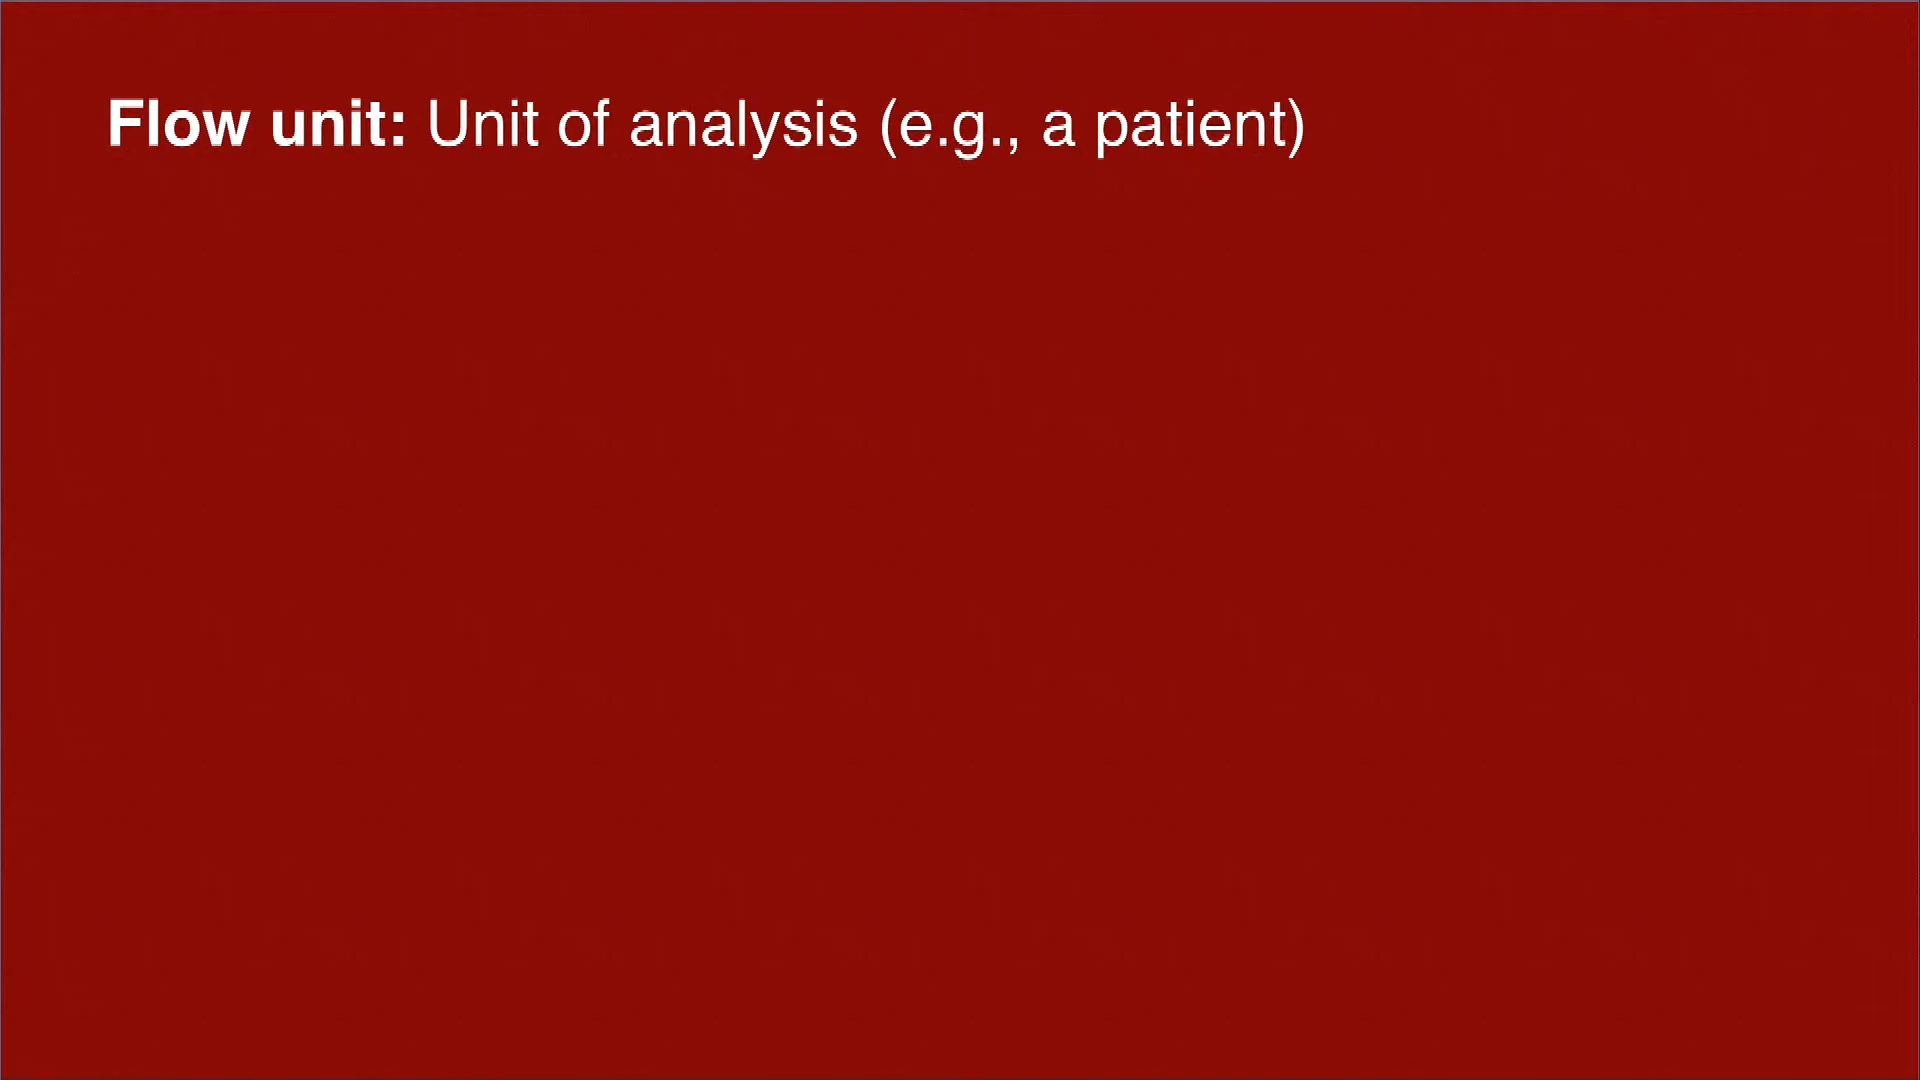 Flow unit: Unit of analysis (e.g., a patient)